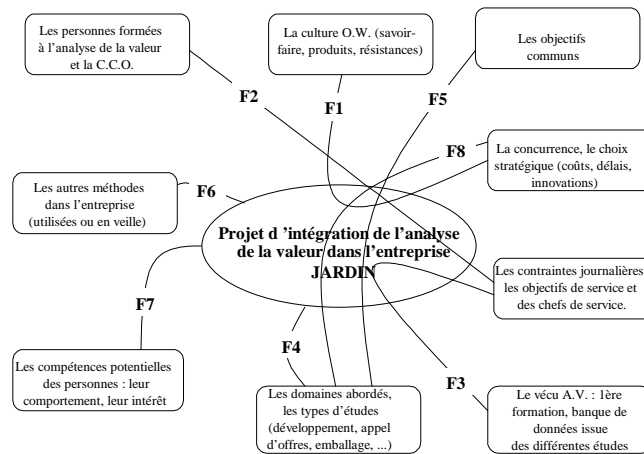 Les personnes formées
à l'analyse de la valeur
et la C.C.O.
La culture O.W. (savoir-
faire, produits, résistances)
Les objectifs
communs
F2
F1
F5
F8
La concurrence, le choix
stratégique (coûts, délais,
innovations)
Les autres méthodes
dans l'entreprise
(utilisées ou en veille)
F6
Projet d 'intégration de l'analyse
de la valeur dans l'entreprise
JARDIN
Les contraintes journalières,
les objectifs de service et
des chefs de service.
F7
F4
F3
Les compétences potentielles
des personnes : leur
comportement, leur intérêt
Les domaines abordés,
les types d'études
(développement, appel
d'offres, emballage, ...)
Le vécu A.V. : 1ère
formation, banque de
données issue
des différentes études